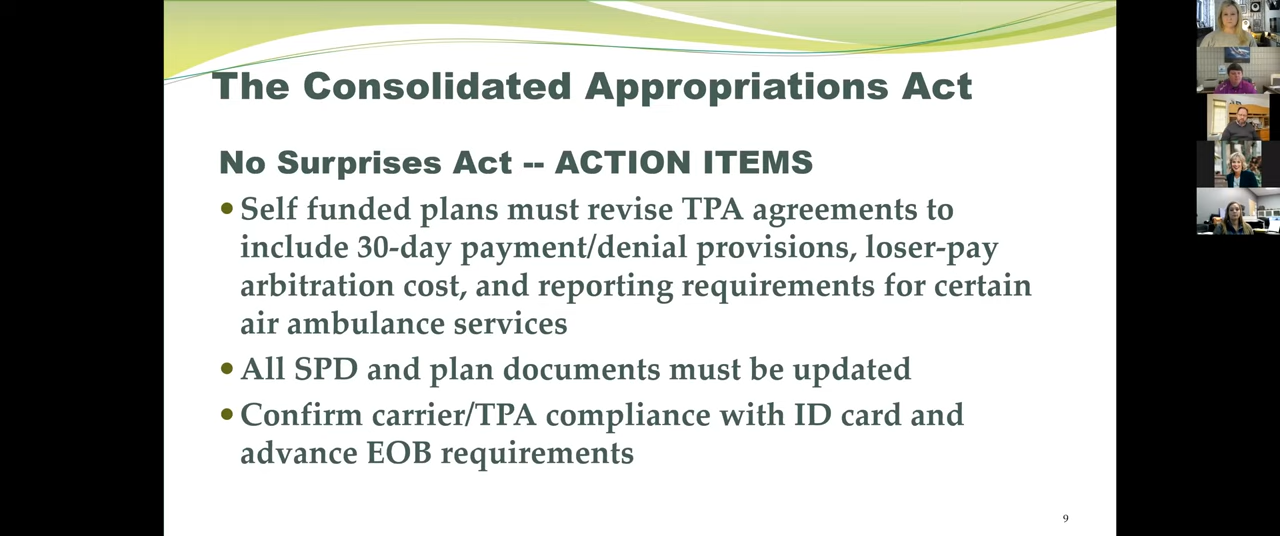 The Consolidated Appropriations Act
No Surprises Act -- ACTION ITEMS
• Self funded plans must revise TPA agreements to
include 30-day payment/denial provisions, loser-pay
arbitration cost, and reporting requirements for certain
air ambulance services
• All SPD and plan documents must be updated
• Confirm carrier/TPA compliance with ID card and
advance EOB requirements
9